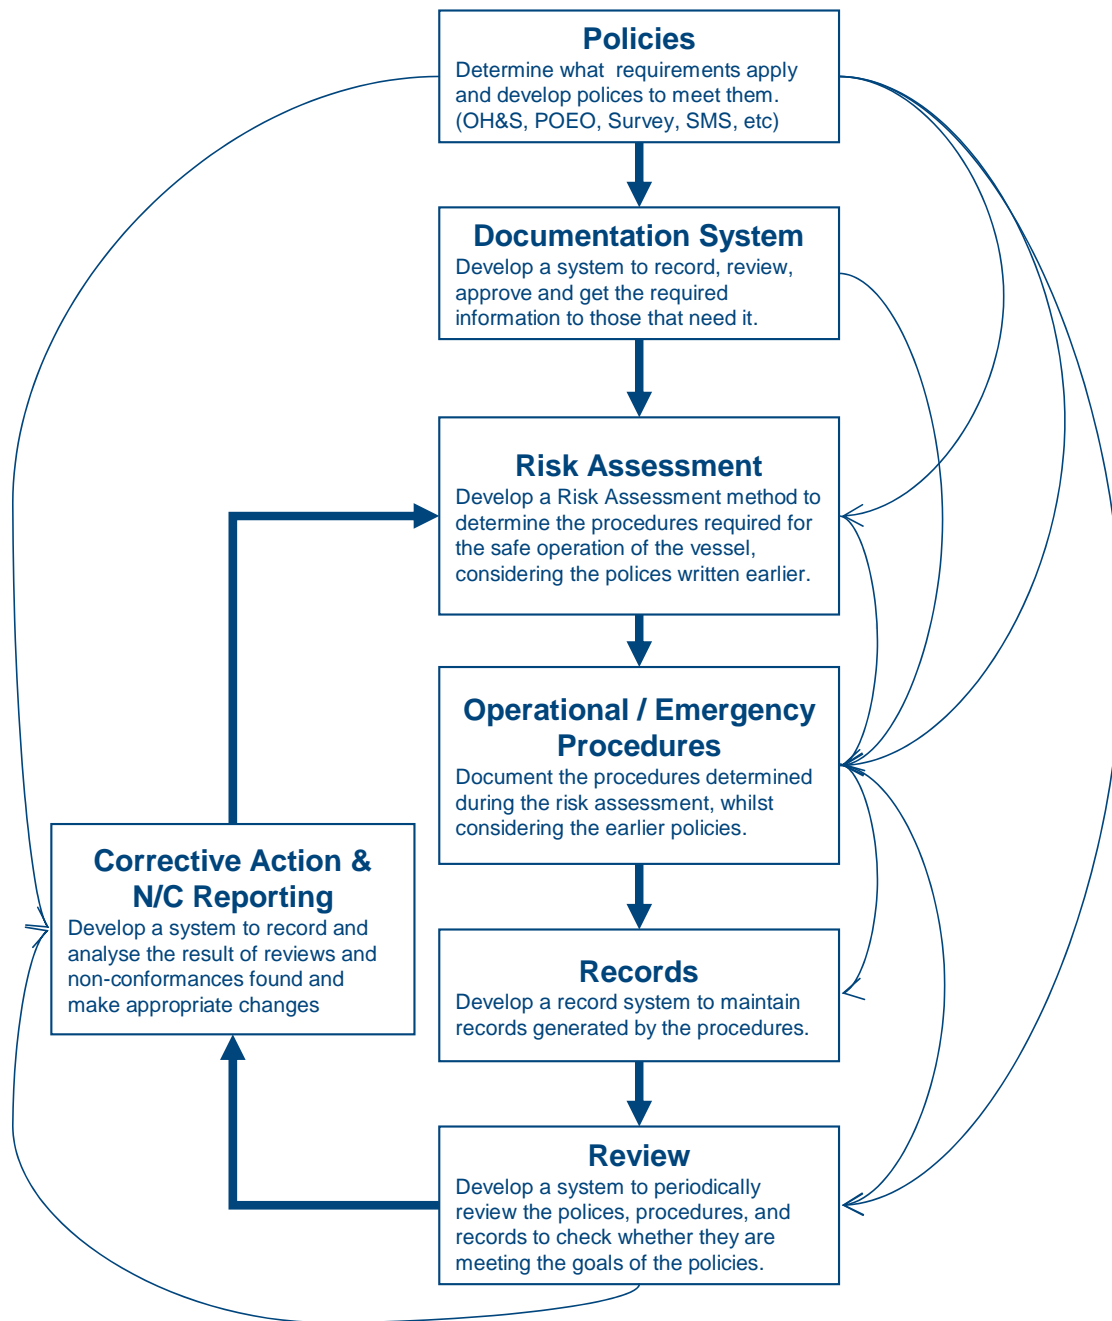 Policies
Determine what requirements apply
and develop polices to meet them.
(OH&S, POEO, Survey, SMS, etc)
Documentation System
Develop a system to record, review,
approve and get the required
information to those that need it.
Risk Assessment
Develop a Risk Assessment method to
determine the procedures required for
the safe operation of the vessel,
considering the polices written earlier.
Operational / Emergency
Procedures
Document the procedures determined
during the risk assessment, whilst
considering the earlier policies.
Corrective Action &
N/C Reporting
Develop a system to record and
analyse the result of reviews and
non-conformances found and
make appropriate changes
Records
Develop a record system to maintain
records generated by the procedures.
Review
Develop a system to periodically
review the polices, procedures, and
records to check whether they are
meeting the goals of the policies.